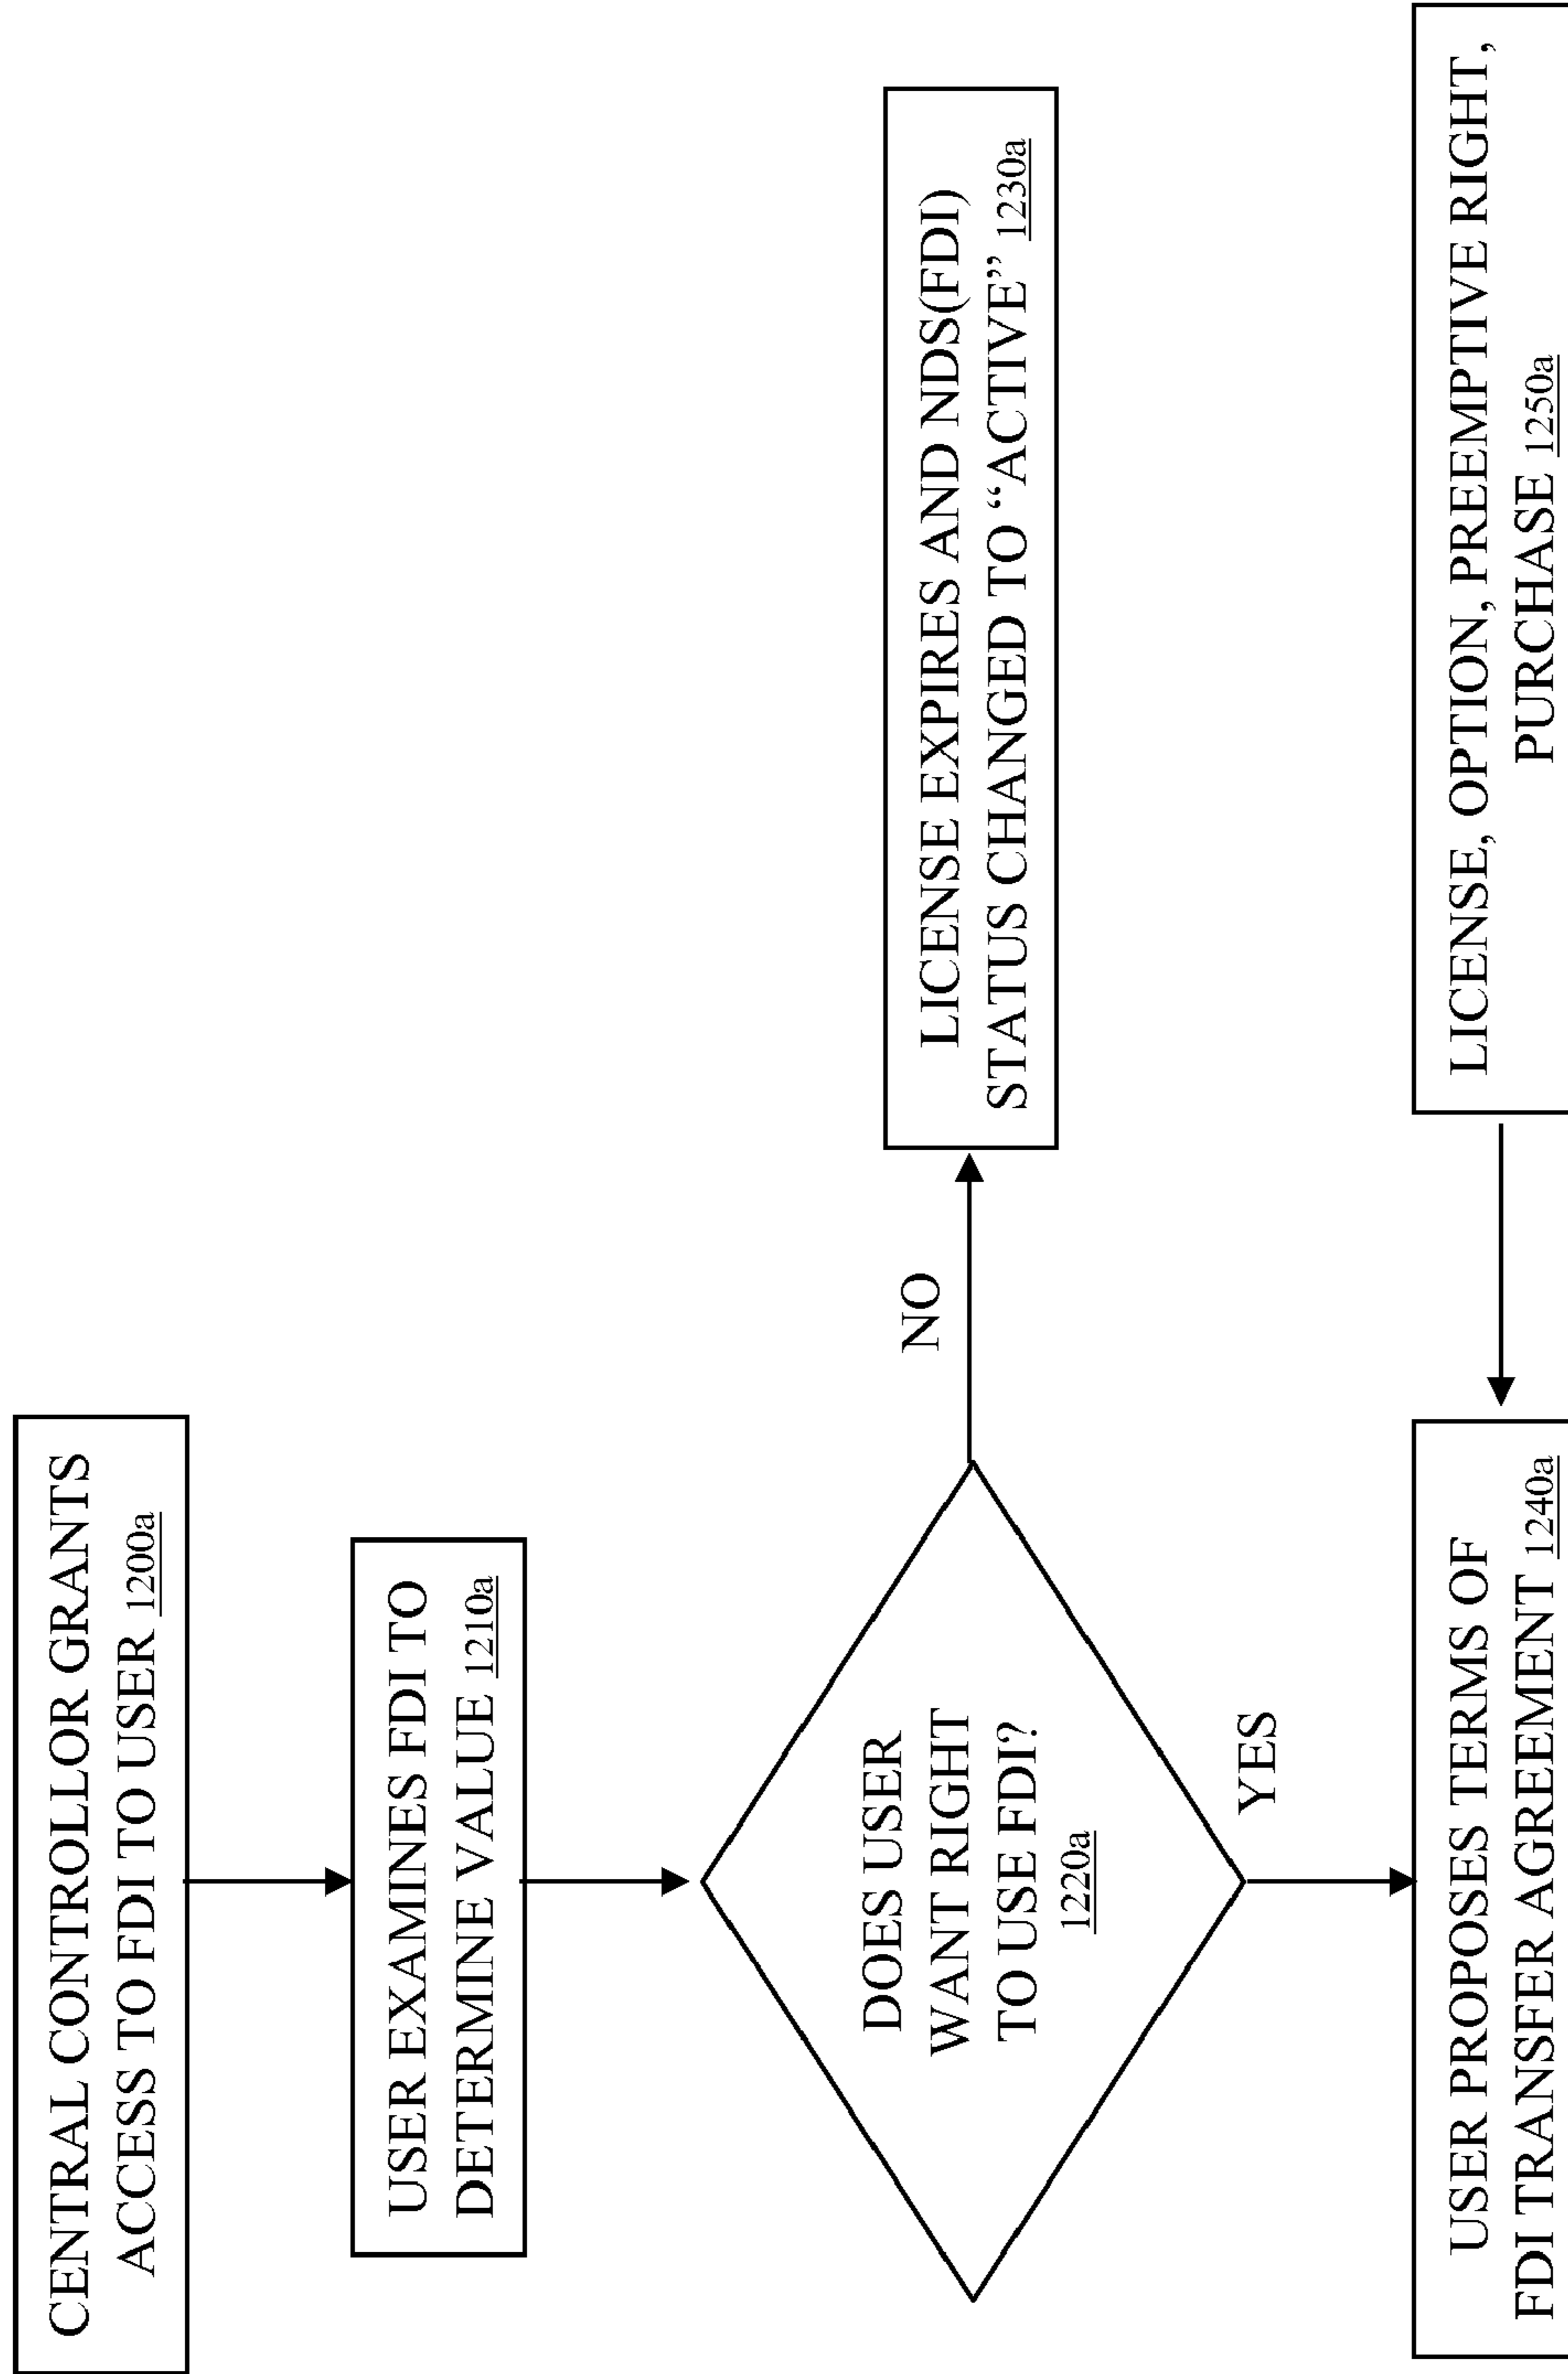 CENTRAL CONTROLLOR GRANTS
ACCESS TO FDI TO USER 1200a
USER EXAMINES FDI TO
DETERMINE VALUE 1210a
DOES USER
WANT RIGHT
TO USE FDI?
1220a
NO
LICENSE EXPIRES AND NDS(FDI)
STATUS CHANGED TO “ACTIVE” 1230a
YES
USER PROPOSES TERMS OF
FDI TRANSFER AGREEMENT 1240a
LICENSE, OPTION, PREEMPTIVE RIGHT,
PURCHASE 1250a